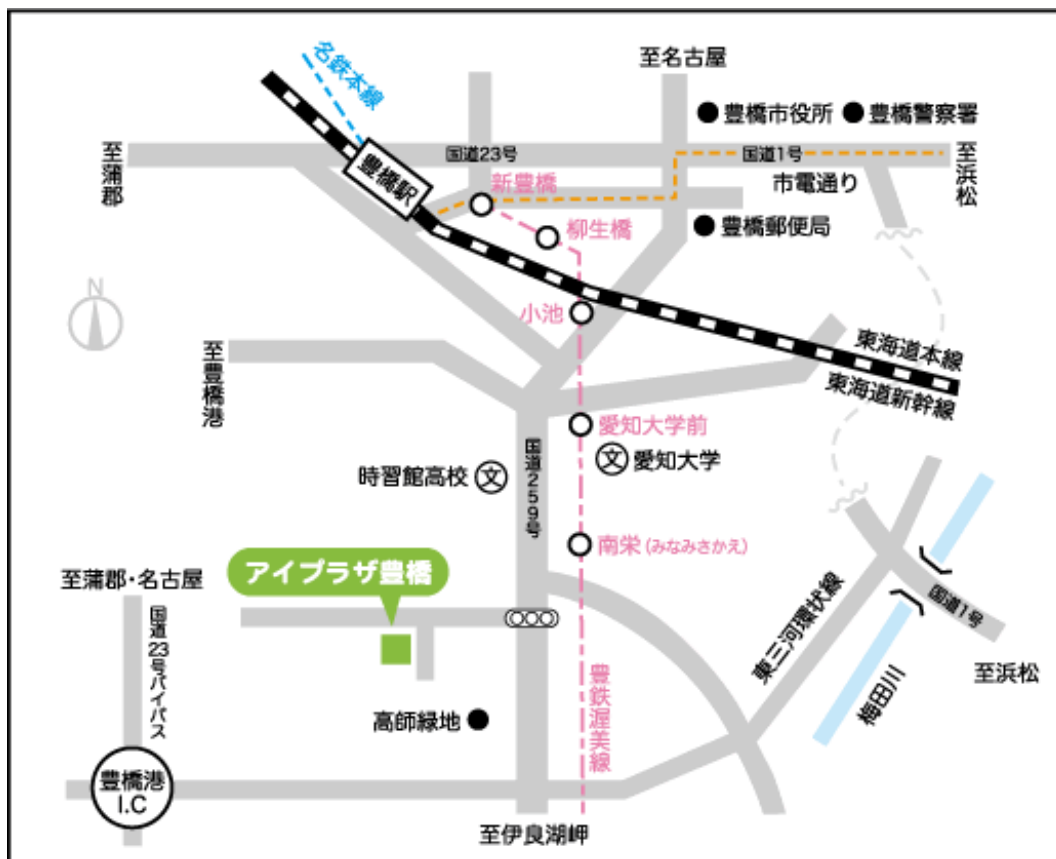 名鉄本線
至名古屋
豊橋市役所
豊橋警察署
至蒲郡
国道23号
国道1号
至浜松
豊橋駅
新豊橋
市電通り
柳生橋
豊橋郵便局
N
小池
東海道本線
至豊橋港
東海道新幹線
愛知大学前
国道259号
文
愛知大学
時習館高校
文
南栄(みなみさかえ)
アイプラザ豊橋
至蒲郡・名古屋
国道23号バイパス
東三河環状線
国道1号
至浜松
梅田川
豊鉄渥美線
高師緑地
豊橋港
I.C
至伊良湖岬